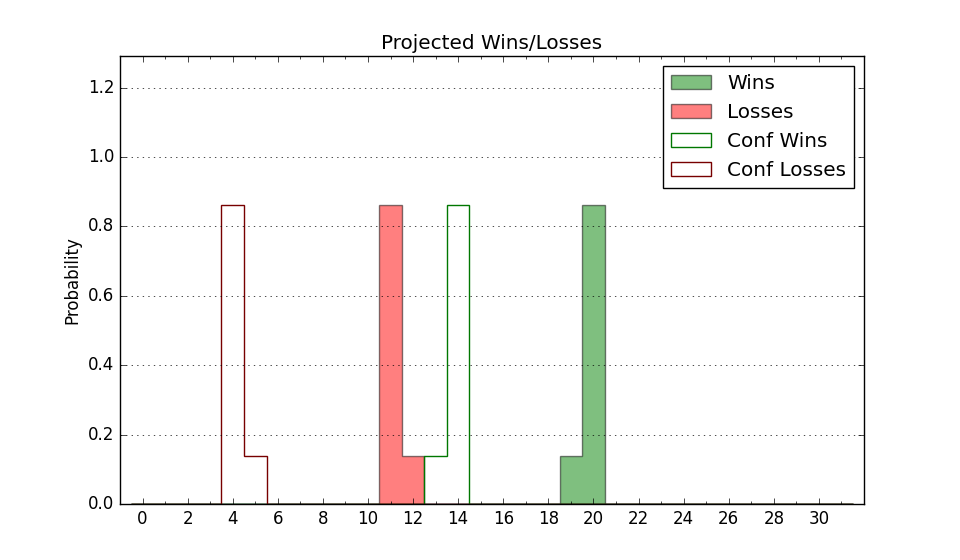 Projected Wins/Losses
Wins
Losses
Conf Wins
Conf Losses
Probability
1.2
1.0
0.8
0.6
0.4
0.2
0.0
0 2 4 6 8 10 12 14 16 18 20 22 24 26 28 30